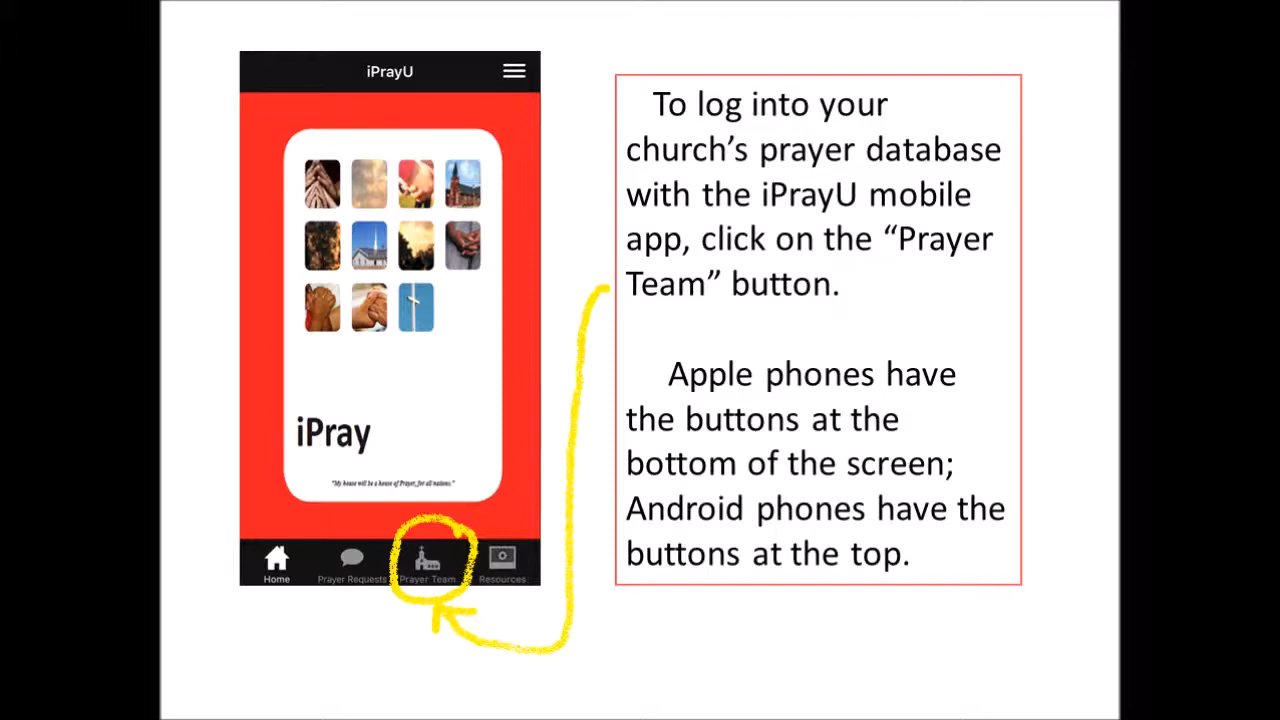 iPrayU
iPray
"My house will be a house of Prayer, for all nations."
Home
Prayer Requests
Prayer Team
Resources
To log into your
church's prayer database
with the iPrayU mobile
app, click on the “Prayer
Team” button.
Apple phones have
the buttons at the
bottom of the screen;
Android phones have the
buttons at the top.